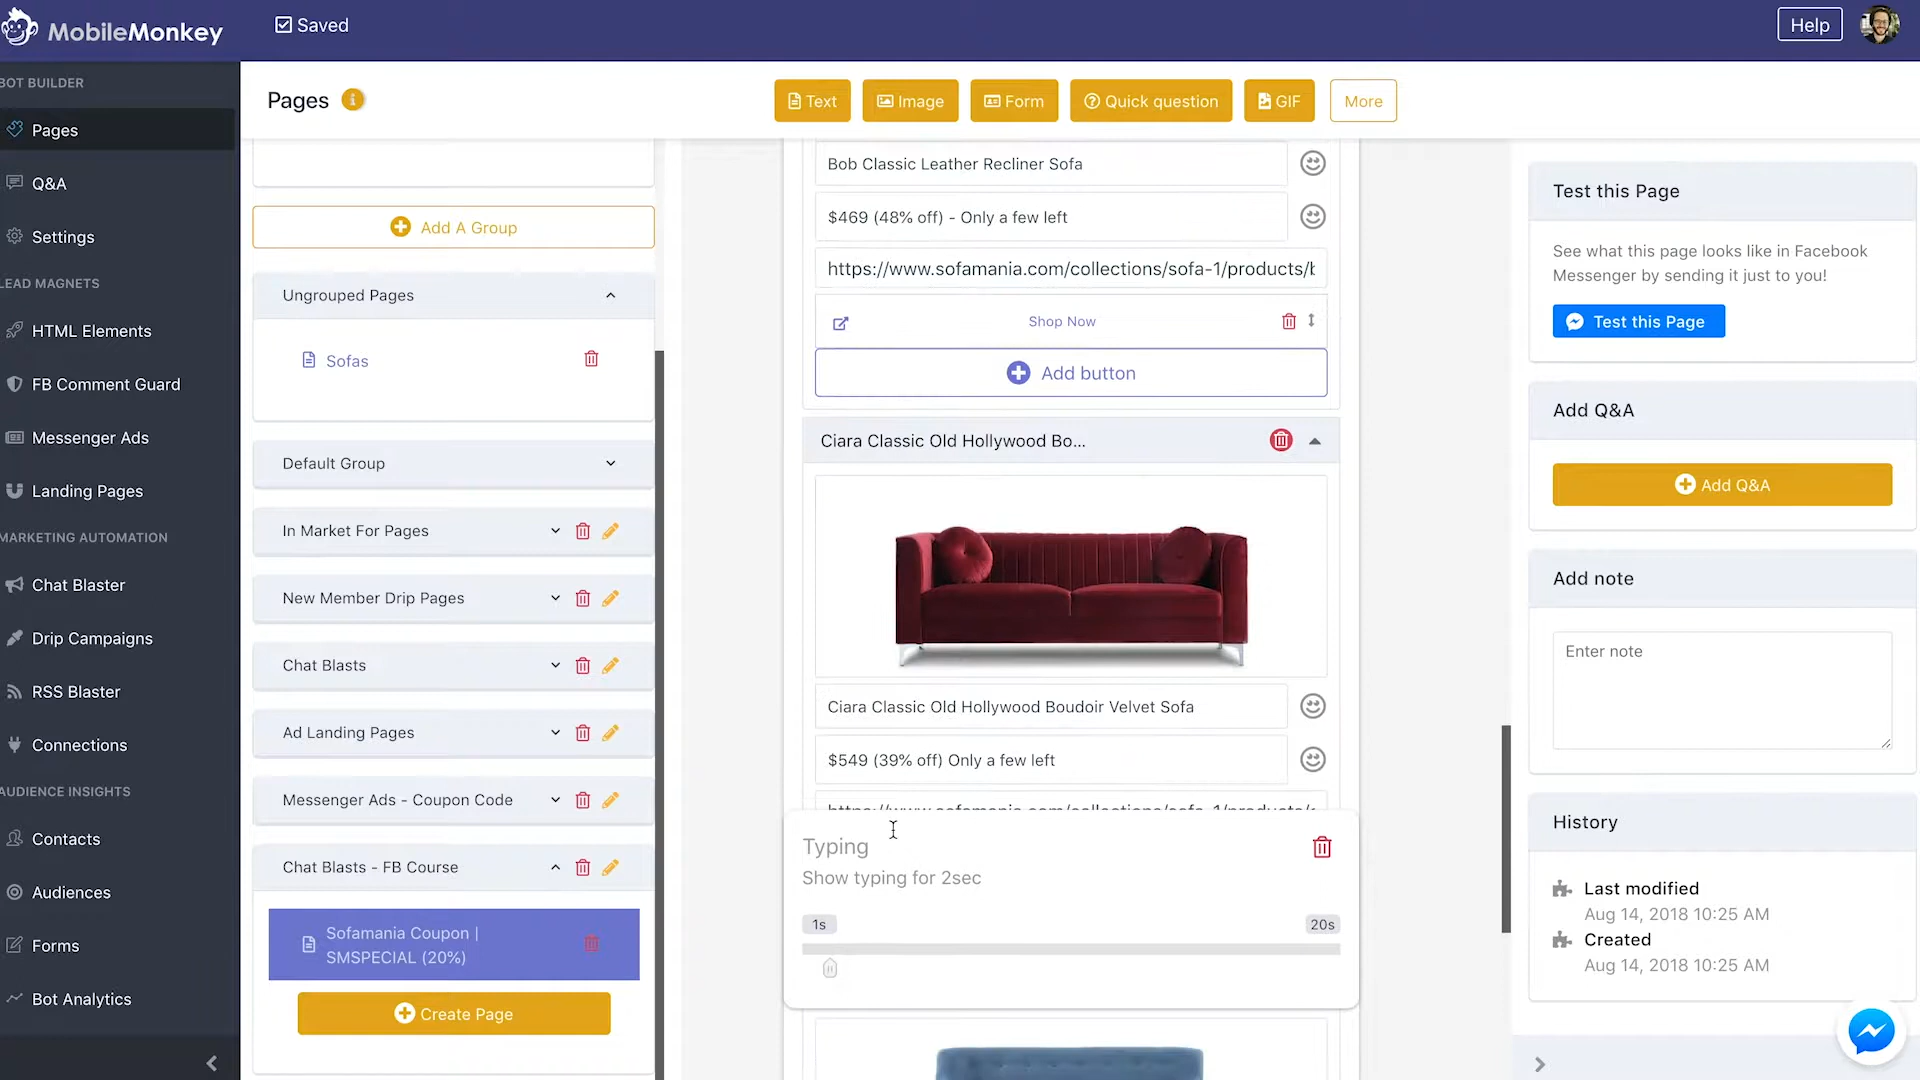 MobileMonkey
Saved
Help
BOT BUILDER
Pages
Q&A
Settings
LEAD MAGNETS
HTML Elements
FB Comment Guard
Messenger Ads
Landing Pages
MARKETING AUTOMATION
Chat Blaster
Drip Campaigns
RSS Blaster
Connections
AUDIENCE INSIGHTS
Contacts
Audiences
Forms
Bot Analytics
Pages
Text
Image
Form
Quick question
GIF
More
Add A Group
Ungrouped Pages
Sofas
Default Group
In Market For Pages
New Member Drip Pages
Chat Blasts
Ad Landing Pages
Messenger Ads - Coupon Code
Chat Blasts - FB Course
Sofamania Coupon |
SMSPECIAL (20%)
Create Page
Bob Classic Leather Recliner Sofa
$469 (48% off) - Only a few left
https://www.sofamania.com/collections/sofa-1/products/b
Shop Now
Add button
Ciara Classic Old Hollywood Bo...
Ciara Classic Old Hollywood Boudoir Velvet Sofa
$549 (39% off) Only a few left
https://www.sofamania.com/collections/sofa-1/products/
Typing
Show typing for 2sec
1s
20s
Test this Page
See what this page looks like in Facebook
Messenger by sending it just to you!
Test this Page
Add Q&A
Add Q&A
Add note
Enter note
History
Last modified
Aug 14, 2018 10:25 AM
Created
Aug 14, 2018 10:25 AM